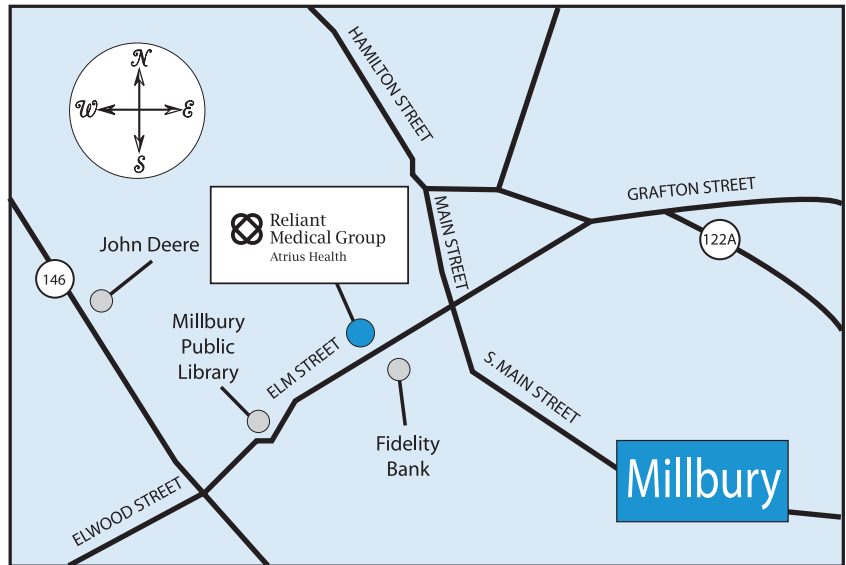 N
W
E
S
HAMILTON STREET
GRAFTON STREET
MAIN STREET
122A
Reliant
Medical Group
Atrius Health
John Deere
146
Millbury
Public
Library
ELM STREET
S. MAIN STREET
Fidelity
Bank
Millbury
ELWOOD STREET